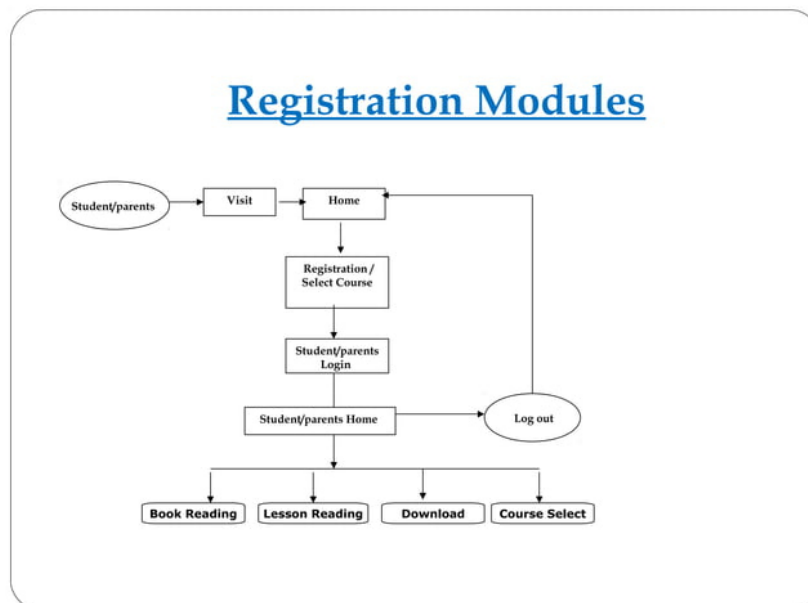 Registration Modules
Student/parents
Visit
Home
Registration /
Select Course
Student/parents
Login
Student/parents Home
Log out
Book Reading
Lesson Reading
Download
Course Select